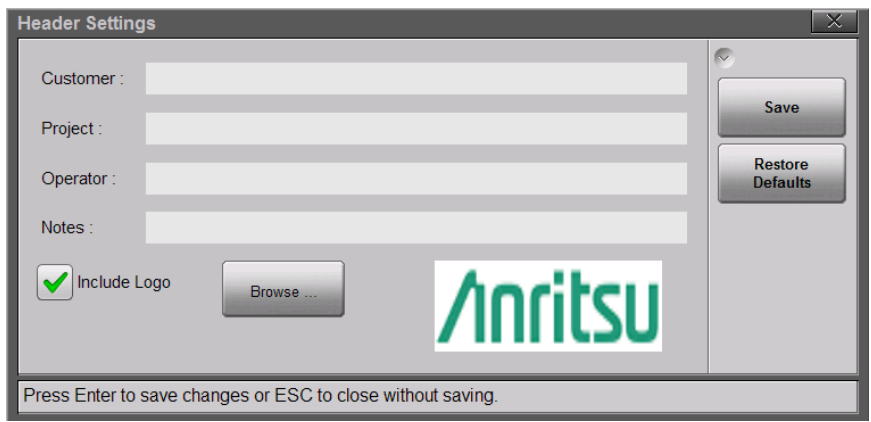 Header Settings
Customer :
Project :
Operator :
Notes :
Include Logo
Browse ...
Anritsu
Save
Restore
Defaults
Press Enter to save changes or ESC to close without saving.